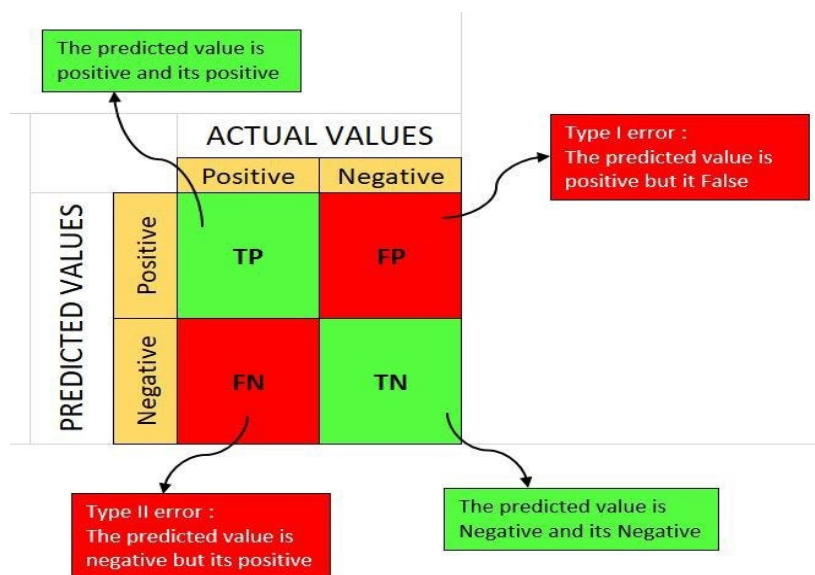 The predicted value is
positive and its positive
ACTUAL VALUES
Type I error :
The predicted value is
positive but it False
Positive
Negative
PREDICTED VALUES
Positive
TP
FP
Negative
FN
TN
Type II error :
The predicted value is
negative but its positive
The predicted value is
Negative and its Negative